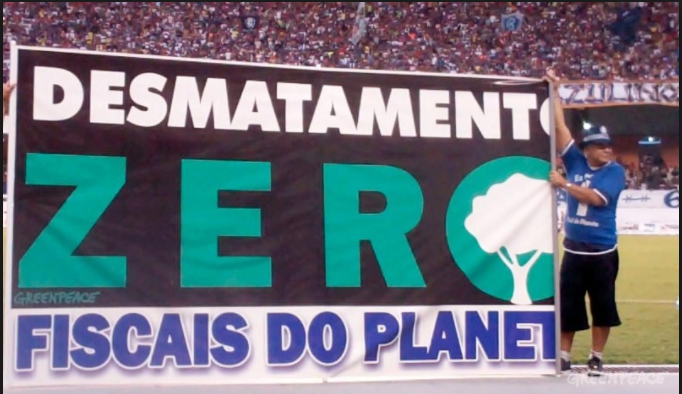 DESMATAMENTO
ZERO
GREENPEACE
FISCAIS DO PLANET
GREENPEACE